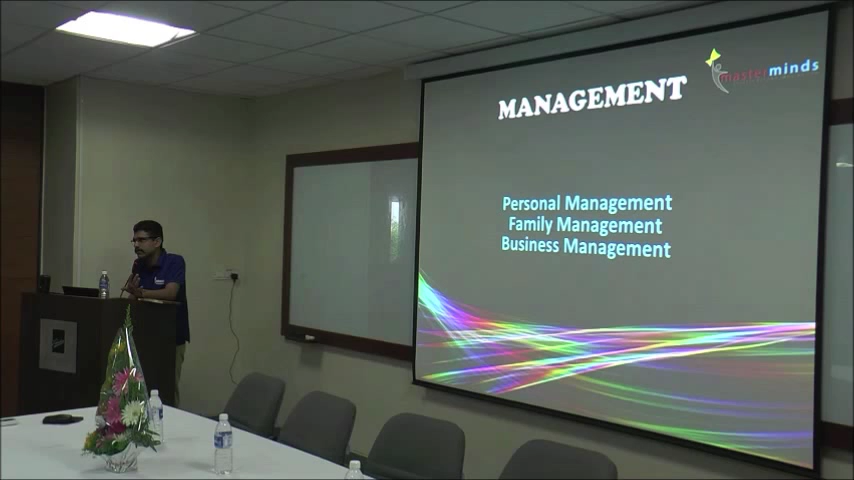 MANAGEMENT
masterminds
Personal Management
Family Management
Business Management